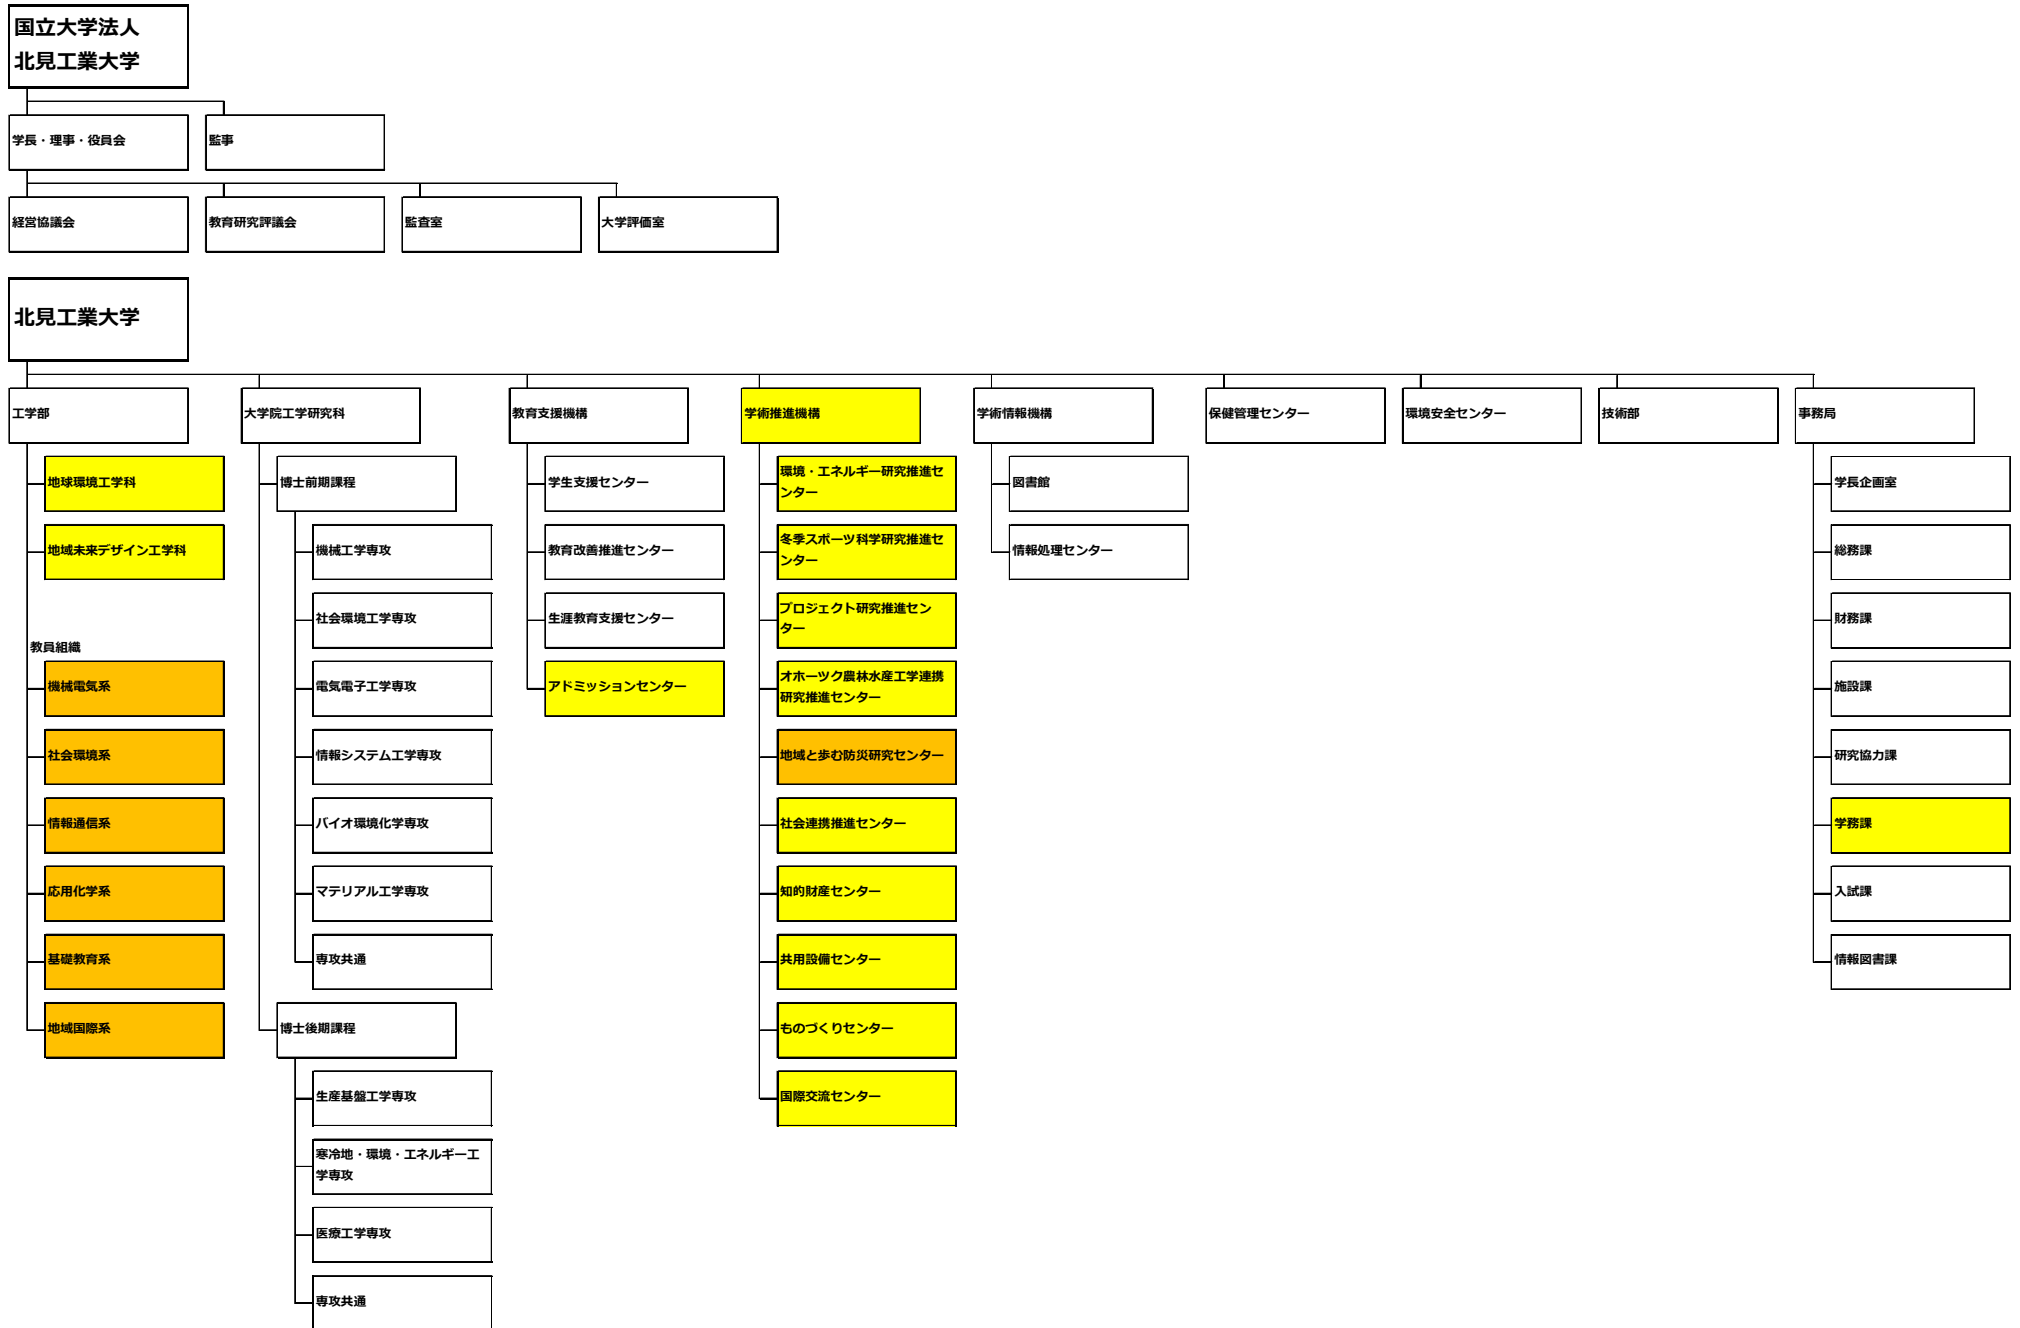 国立大学法人
北見工業大学
学長・理事・役員会
監事
経営協議会
教育研究評議会
監査室
大学評価室
北見工業大学
工学部
大学院工学研究科
教育支援機構
学術推進機構
学術情報機構
保健管理センター
環境安全センター
技術部
事務局
地球環境工学科
地域未来デザイン工学科
教員組織
機械電気系
社会環境系
情報通信系
応用化学系
基礎教育系
地域国際系
博士前期課程
機械工学専攻
社会環境工学専攻
電気電子工学専攻
情報システム工学専攻
バイオ環境化学専攻
マテリアル工学専攻
専攻共通
博士後期課程
生産基盤工学専攻
寒冷地・環境・エネルギー工
学専攻
医療工学専攻
専攻共通
学生支援センター
教育改善推進センター
生涯教育支援センター
アドミッションセンター
環境・エネルギー研究推進セ
ンター
冬季スポーツ科学研究推進セ
ンター
プロジェクト研究推進セン
ター
オホーツク農林水産工学連携
研究推進センター
地域と歩む防災研究センター
社会連携推進センター
知的財産センター
共用設備センター
ものづくりセンター
国際交流センター
図書館
情報処理センター
学長企画室
総務課
財務課
施設課
研究協力課
学務課
入試課
情報図書課